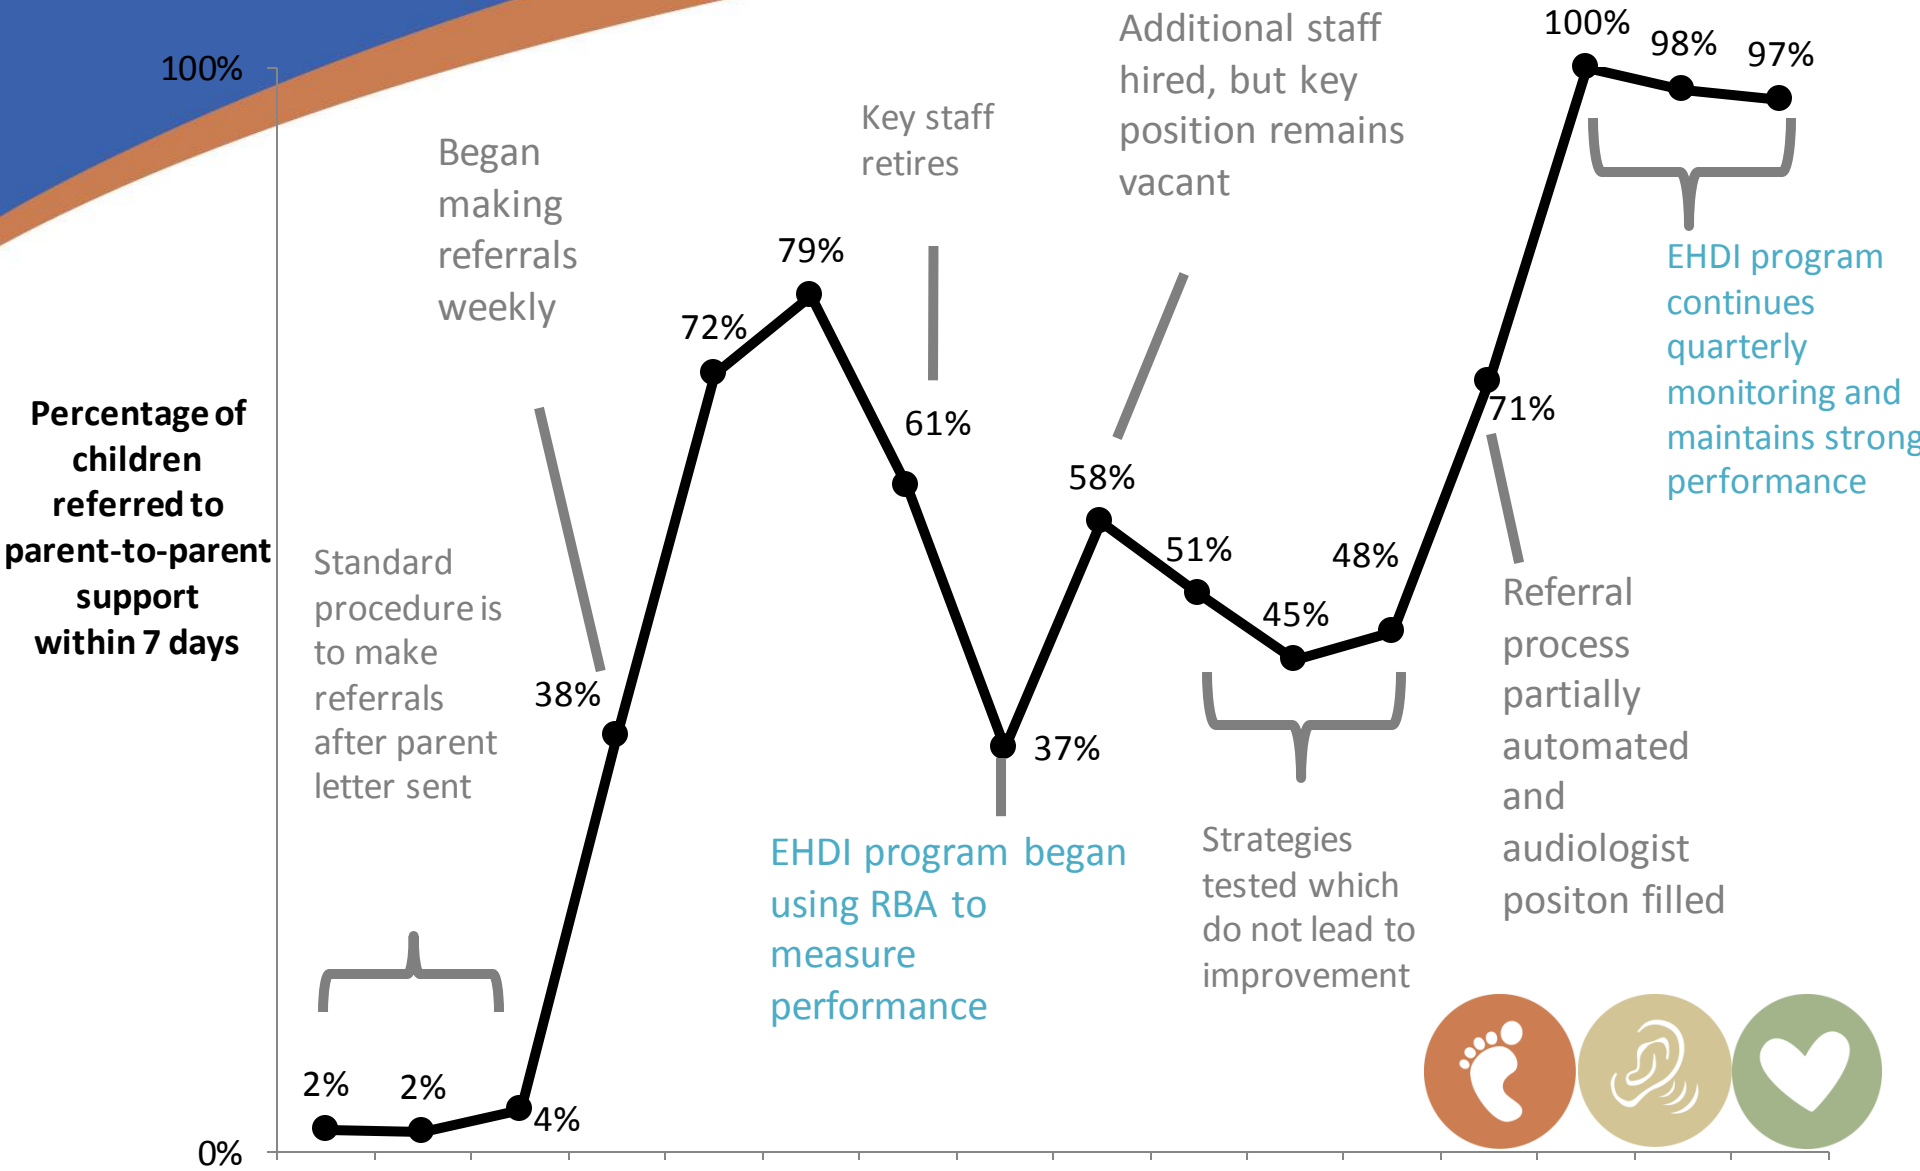 100%
0%
Percentage of
children
referred to
parent-to-parent
support
within 7 days
Standard
procedure is
to make
referrals
after parent
letter sent
2%
2%
4%
Began
making
referrals
weekly
38%
72%
79%
Key staff
retires
61%
37%
EHDI program began
using RBA to
measure
performance
Additional staff
hired, but key
position remains
vacant
58%
51%
45%
48%
Strategies
tested which
do not lead to
improvement
71%
Referral
process
partially
automated
and
audiologist
positon filled
100%
98%
97%
EHDI program
continues
quarterly
monitoring and
maintains strong
performance